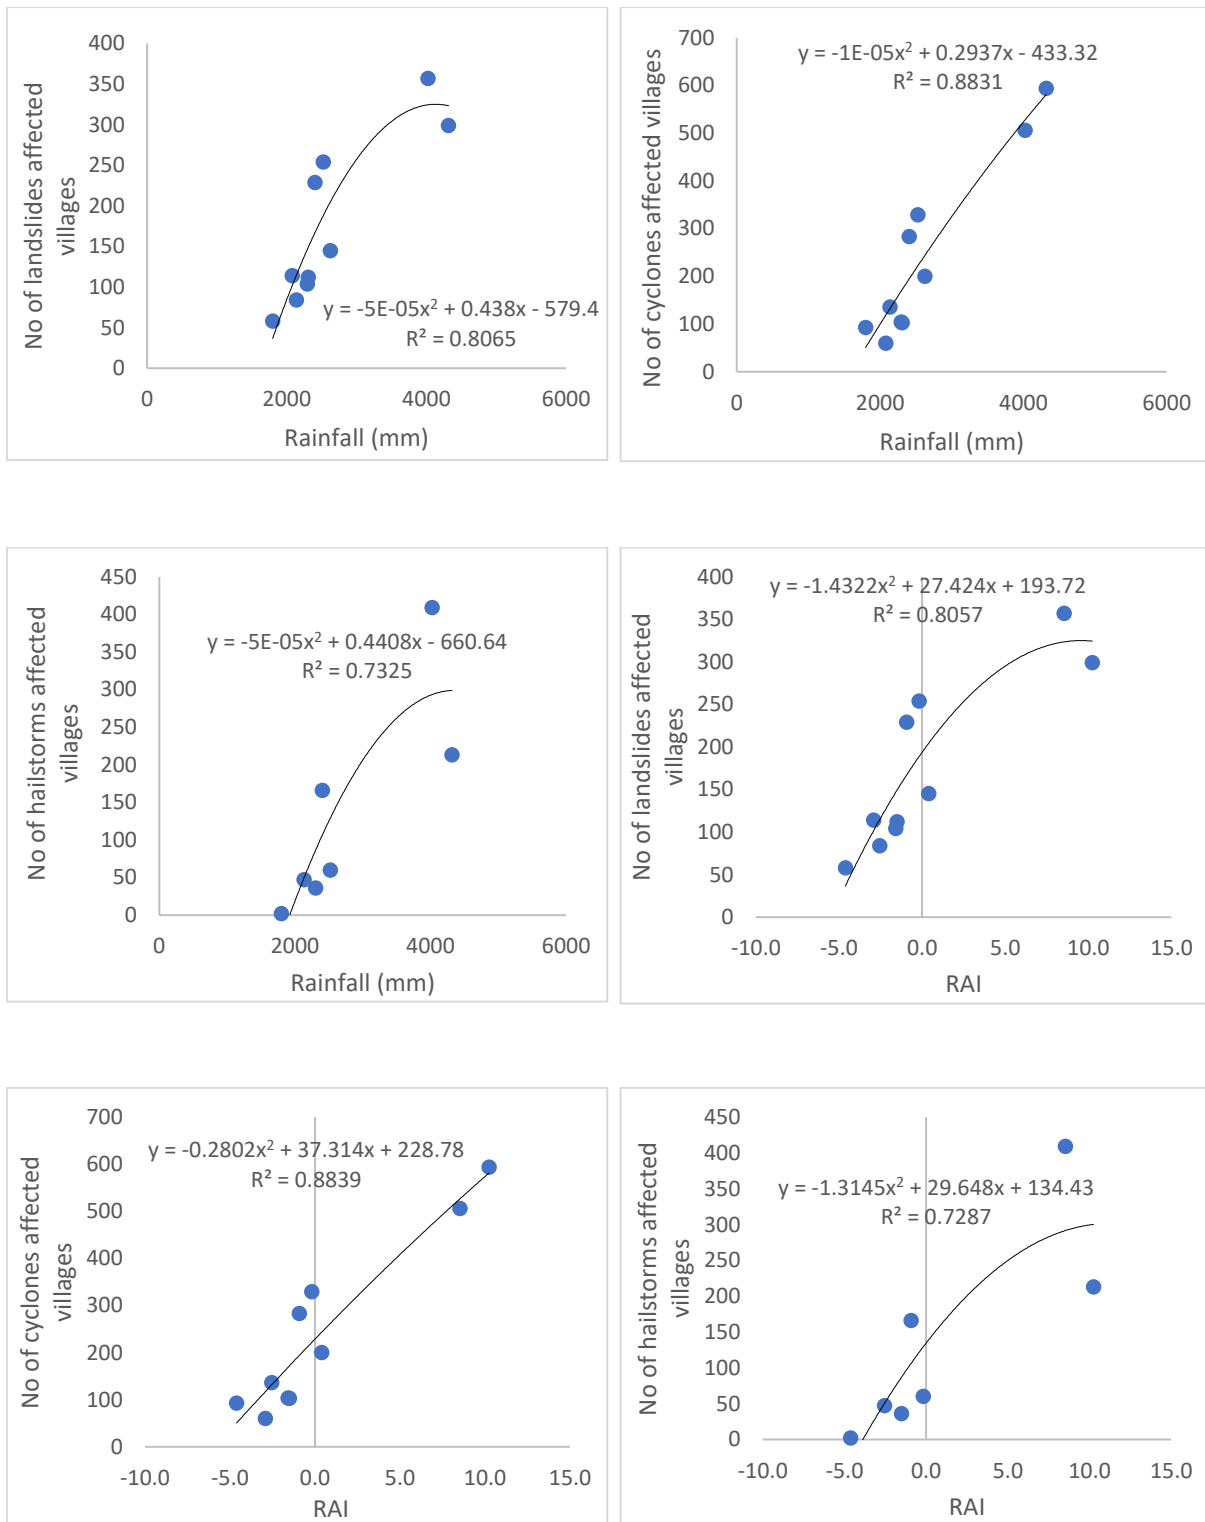 No of landslides affected
villages
400
350
300
250
200
150
100
50
0
y = -5E-05x² + 0.438x - 579.4
R² = 0.8065
0 2000 4000 6000
Rainfall (mm)
No of cyclones affected villages
700
600
500
400
300
200
100
0
y = -1E-05x² + 0.2937x - 433.32
R² = 0.8831
0 2000 4000 6000
Rainfall (mm)
No of hailstorms affected
villages
450
400
350
300
250
200
150
100
50
0
y = -5E-05x² + 0.4408x - 660.64
R² = 0.7325
0 2000 4000 6000
Rainfall (mm)
No of landslides affected
villages
400
350
300
250
200
150
100
50
0
y = -1.4322x² + 27.424x + 193.72
R² = 0.8057
-10.0 -5.0 0.0 5.0 10.0 15.0
RAI
No of cyclones affected
villages
700
600
500
400
300
200
100
0
y = -0.2802x² + 37.314x + 228.78
R² = 0.8839
-10.0 -5.0 0.0 5.0 10.0 15.0
RAI
No of hailstorms affected
villages
450
400
350
300
250
200
150
100
50
0
y = -1.3145x² + 29.648x + 134.43
R² = 0.7287
-10.0 -5.0 0.0 5.0 10.0 15.0
RAI